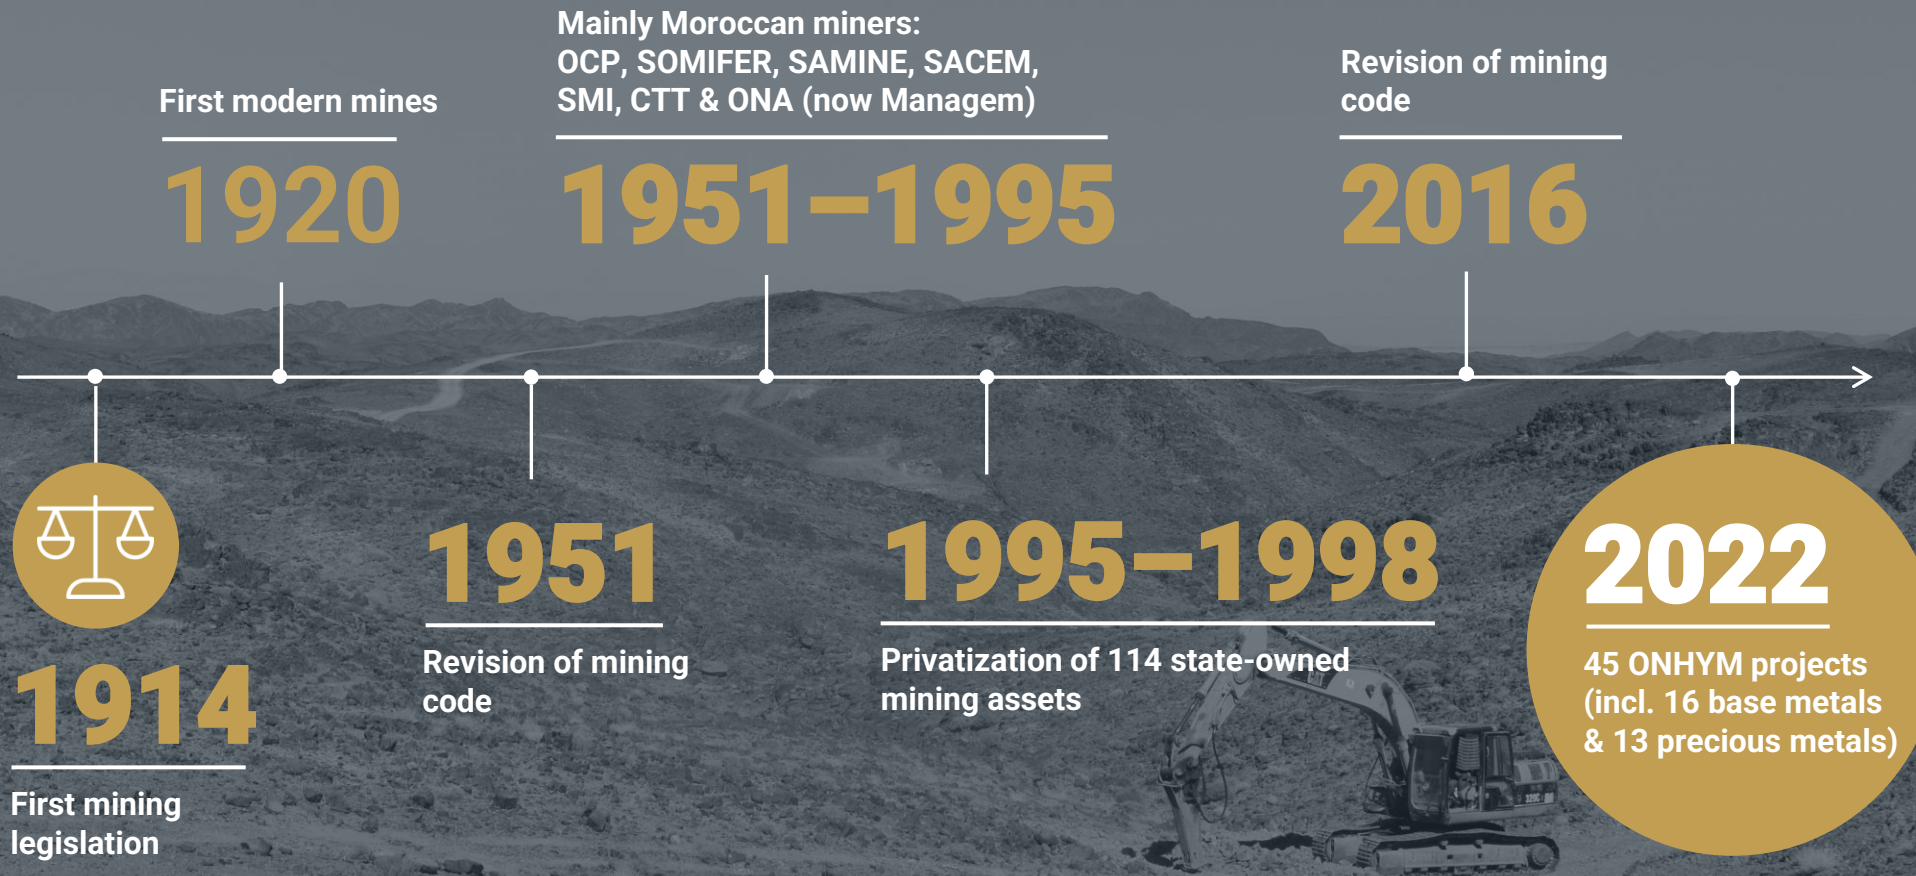 First modern mines
1920
Mainly Moroccan miners:
OCP, SOMIFER, SAMINE, SACEM,
SMI, CTT & ONA (now Managem)
1951–1995
Revision of mining
code
2016
1914
First mining
legislation
1951
Revision of mining
code
1995–1998
Privatization of 114 state-owned
mining assets
2022
45 ONHYM projects
(incl. 16 base metals
& 13 precious metals)
CAT